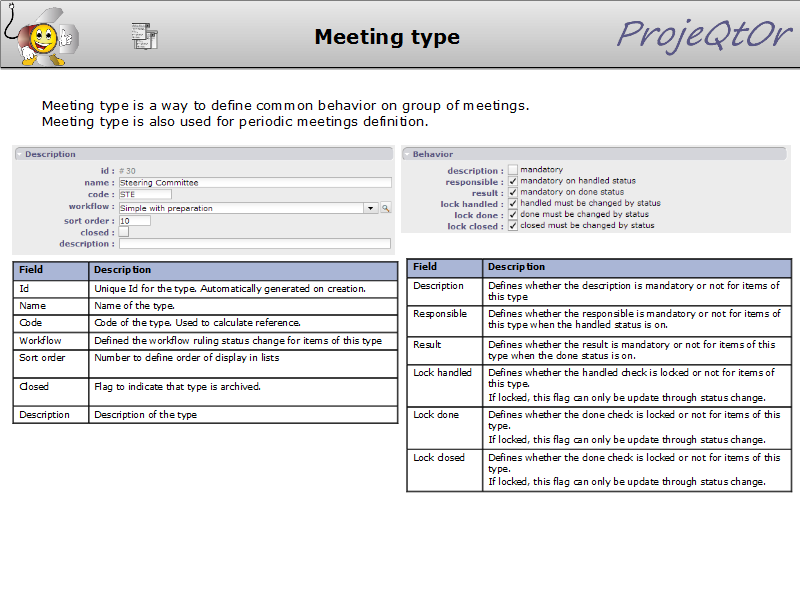 Meeting type
ProjeQtOr
Meeting type is a way to define common behavior on group of meetings.
Meeting type is also used for periodic meetings definition.
Description
id : # 30
name : Steering Committee
code : STE
workflow : Simple with preparation
sort order : 10
closed :
description :
Field Description
Id Unique Id for the type. Automatically generated on creation.
Name Name of the type.
Code Code of the type. Used to calculate reference.
Workflow Defined the workflow ruling status change for items of this type
Sort order Number to define order of display in lists
Closed Flag to indicate that type is archived.
Description Description of the type
Behavior
description : mandatory
responsible : mandatory on handled status
result : mandatory on done status
lock handled : handled must be changed by status
lock done : done must be changed by status
lock closed : closed must be changed by status
Field Description
Description Defines whether the description is mandatory or not for items of
this type
Responsible Defines whether the responsible is mandatory or not for items of
this type when the handled status is on.
Result Defines whether the result is mandatory or not for items of this
type when the done status is on.
Lock handled Defines whether the handled check is locked or not for items of
this type.
If locked, this flag can only be update through status change.
Lock done Defines whether the done check is locked or not for items of this
type.
If locked, this flag can only be update through status change.
Lock closed Defines whether the done check is locked or not for items of this
type.
If locked, this flag can only be update through status change.